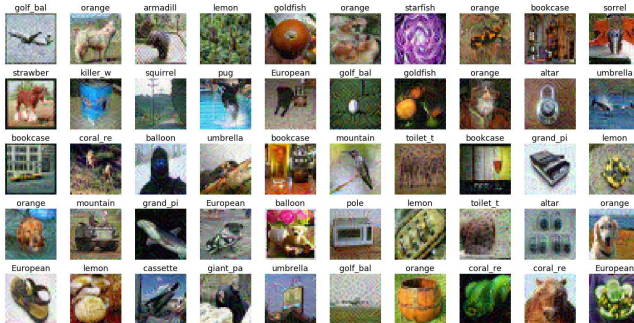 golf_bal orange armadill lemon goldfish orange starfish orange bookcase sorrel
strawber killer_w squirrel pug European golf_bal goldfish orange altar umbrella
bookcase coral_re balloon umbrella bookcase mountain toilet_t bookcase grand_pi lemon
orange mountain grand_pi European balloon pole lemon toilet_t altar orange
European lemon cassette giant_pa umbrella golf_bal orange coral_re coral_re European